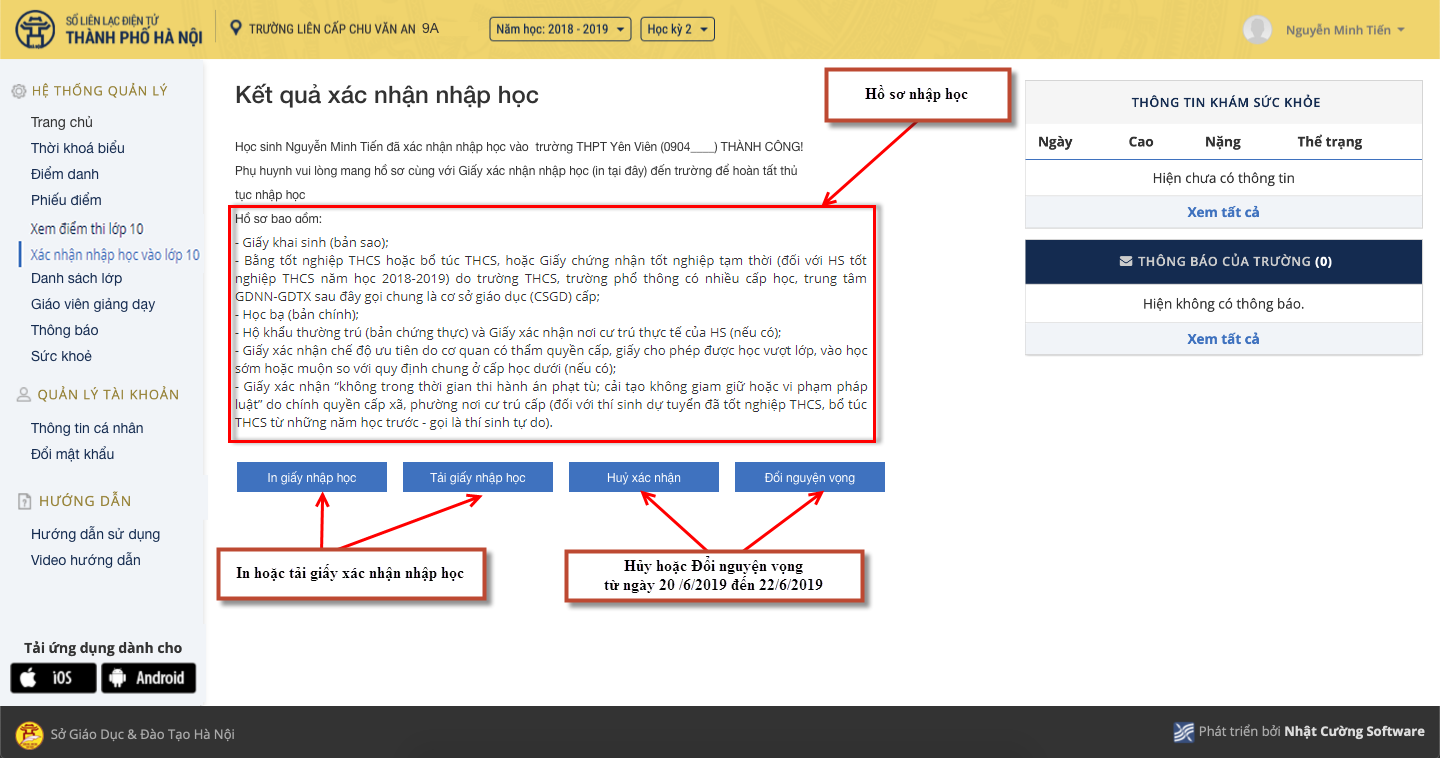 SỔ LIÊN LẠC ĐIỆN TỬ
THÀNH PHỐ HÀ NỘI
TRƯỜNG LIÊN CẤP CHU VĂN AN 9A
Năm học: 2018 - 2019
Học kỳ 2
Nguyễn Minh Tiến
HỆ THỐNG QUẢN LÝ
Trang chủ
Thời khoá biểu
Điểm danh
Phiếu điểm
Xem điểm thi lớp 10
Xác nhận nhập học vào lớp 10
Danh sách lớp
Giáo viên giảng dạy
Thông báo
Sức khoẻ
QUẢN LÝ TÀI KHOẢN
Thông tin cá nhân
Đổi mật khẩu
HƯỚNG DẪN
Hướng dẫn sử dụng
Video hướng dẫn
Tải ứng dụng dành cho
iOS
Android
Kết quả xác nhận nhập học
Hồ sơ nhập học
Học sinh Nguyễn Minh Tiến đã xác nhận nhập học vào trường THPT Yên Viên (0904____) THÀNH CÔNG!
Phụ huynh vui lòng mang hồ sơ cùng với Giấy xác nhận nhập học (in tại đây) đến trường để hoàn tất thủ
tục nhập học
Hồ sơ bao gồm:
- Giấy khai sinh (bản sao);
- Bằng tốt nghiệp THCS hoặc bổ túc THCS, hoặc Giấy chứng nhận tốt nghiệp tạm thời (đối với HS tốt
nghiệp THCS năm học 2018-2019) do trường THCS, trường phổ thông có nhiều cấp học, trung tâm
GDNN-GDTX sau đây gọi chung là cơ sở giáo dục (CSGD) cấp;
- Học bạ (bản chính);
- Hộ khẩu thường trú (bản chứng thực) và Giấy xác nhận nơi cư trú thực tế của HS (nếu có);
- Giấy xác nhận chế độ ưu tiên do cơ quan có thẩm quyền cấp, giấy cho phép được học vượt lớp, vào học
sớm hoặc muộn so với quy định chung ở cấp học dưới (nếu có);
- Giấy xác nhận “không trong thời gian thi hành án phạt tù; cải tạo không giam giữ hoặc vi phạm pháp
luật” do chính quyền cấp xã, phường nơi cư trú cấp (đối với thí sinh dự tuyển đã tốt nghiệp THCS, bổ túc
THCS từ những năm học trước - gọi là thí sinh tự do).
In giấy nhập học
Tải giấy nhập học
Huỷ xác nhận
Đổi nguyện vọng
In hoặc tải giấy xác nhận nhập học
Hủy hoặc Đổi nguyện vọng
từ ngày 20 /6/2019 đến 22/6/2019
THÔNG TIN KHÁM SỨC KHỎE
Ngày Cao Nặng Thể trạng
Hiện chưa có thông tin
Xem tất cả
THÔNG BÁO CỦA TRƯỜNG (0)
Hiện không có thông báo.
Xem tất cả
Sở Giáo Dục & Đào Tạo Hà Nội
Phát triển bởi Nhật Cường Software